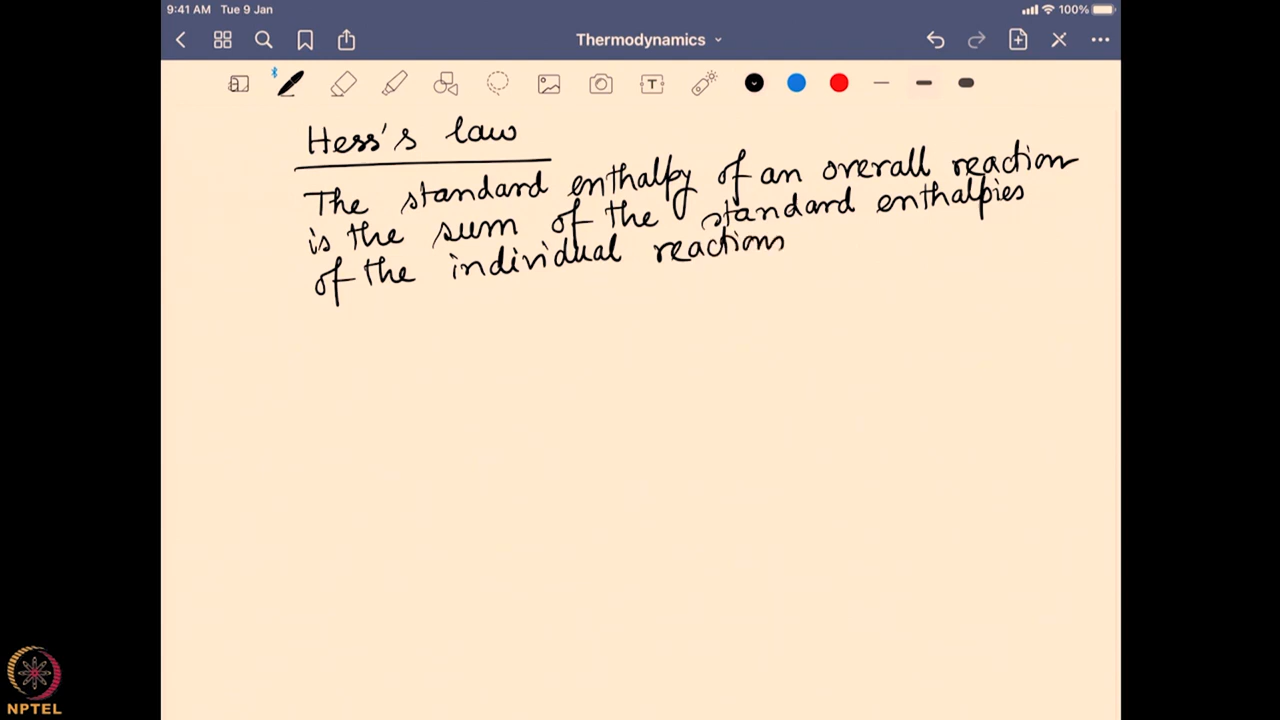 9:41 AM Tue 9 Jan
100%
Thermodynamics
T
Hess's law
The standard enthalpy of an overall reaction
is the sum of the standard enthalpies
of the individual reactions
NPTEL